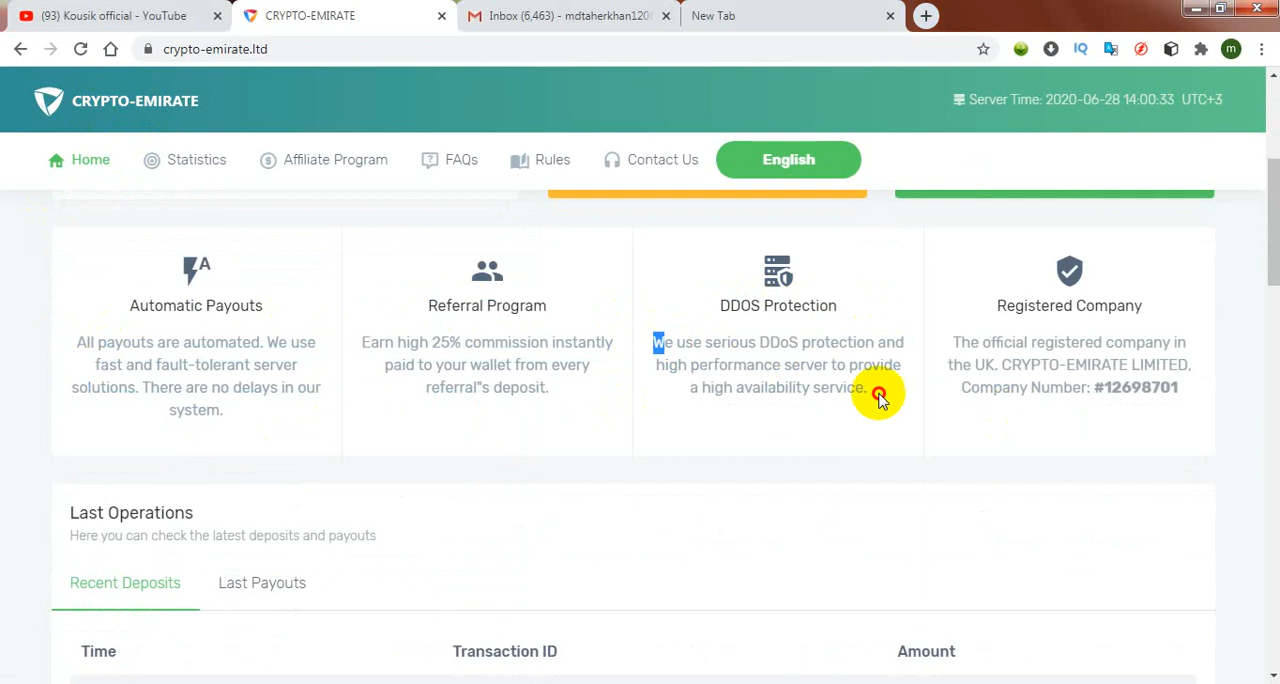 (93) Kousik official - YouTube
CRYPTO-EMIRATE
Inbox (6,463) - mdtaherkhan120
New Tab
crypto-emirate.ltd
IQ
m
CRYPTO-EMIRATE
Server Time: 2020-06-28 14:00:33 UTC+3
Home
Statistics
Affiliate Program
FAQs
Rules
Contact Us
English
A
Automatic Payouts
All payouts are automated. We use
fast and fault-tolerant server
solutions. There are no delays in our
system.
Referral Program
Earn high 25% commission instantly
paid to your wallet from every
referral"s deposit.
DDOS Protection
We use serious DDoS protection and
high performance server to provide
a high availability service.
Registered Company
The official registered company in
the UK. CRYPTO-EMIRATE LIMITED,
Company Number: #12698701
Last Operations
Here you can check the latest deposits and payouts
Recent Deposits
Last Payouts
Time
Transaction ID
Amount